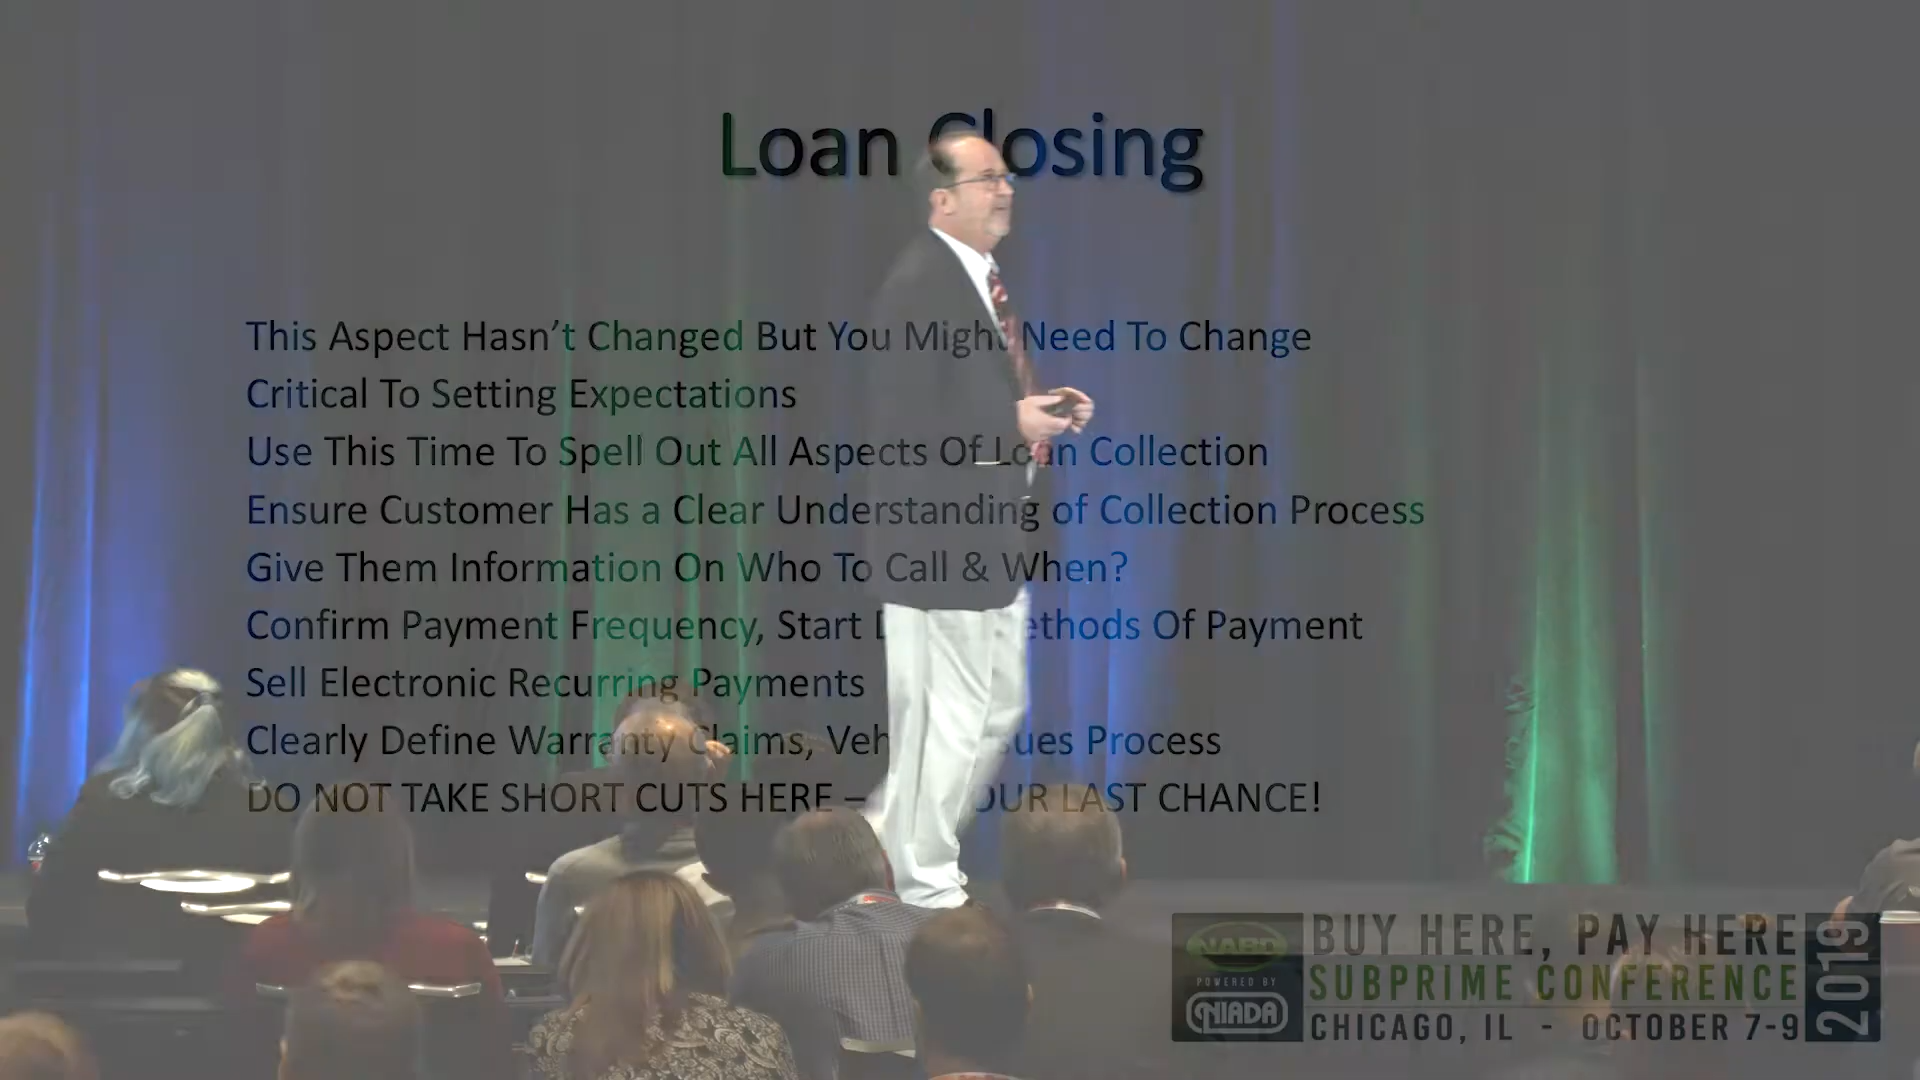 Loan Closing
This Aspect Hasn’t Changed But You Might Need To Change
Critical To Setting Expectations
Use This Time To Spell Out All Aspects Of Loan Collection
Ensure Customer Has a Clear Understanding of Collection Process
Give Them Information On Who To Call & When?
Confirm Payment Frequency, Start Methods Of Payment
Sell Electronic Recurring Payments
Clearly Define Warranty Claims, Process
DO NOT TAKE SHORT CUTS HERE – LAST CHANCE!
NABD
POWERED BY
NIADA
BUY HERE, PAY HERE
SUBPRIME CONFERENCE
CHICAGO, IL - OCTOBER 7-9
2019